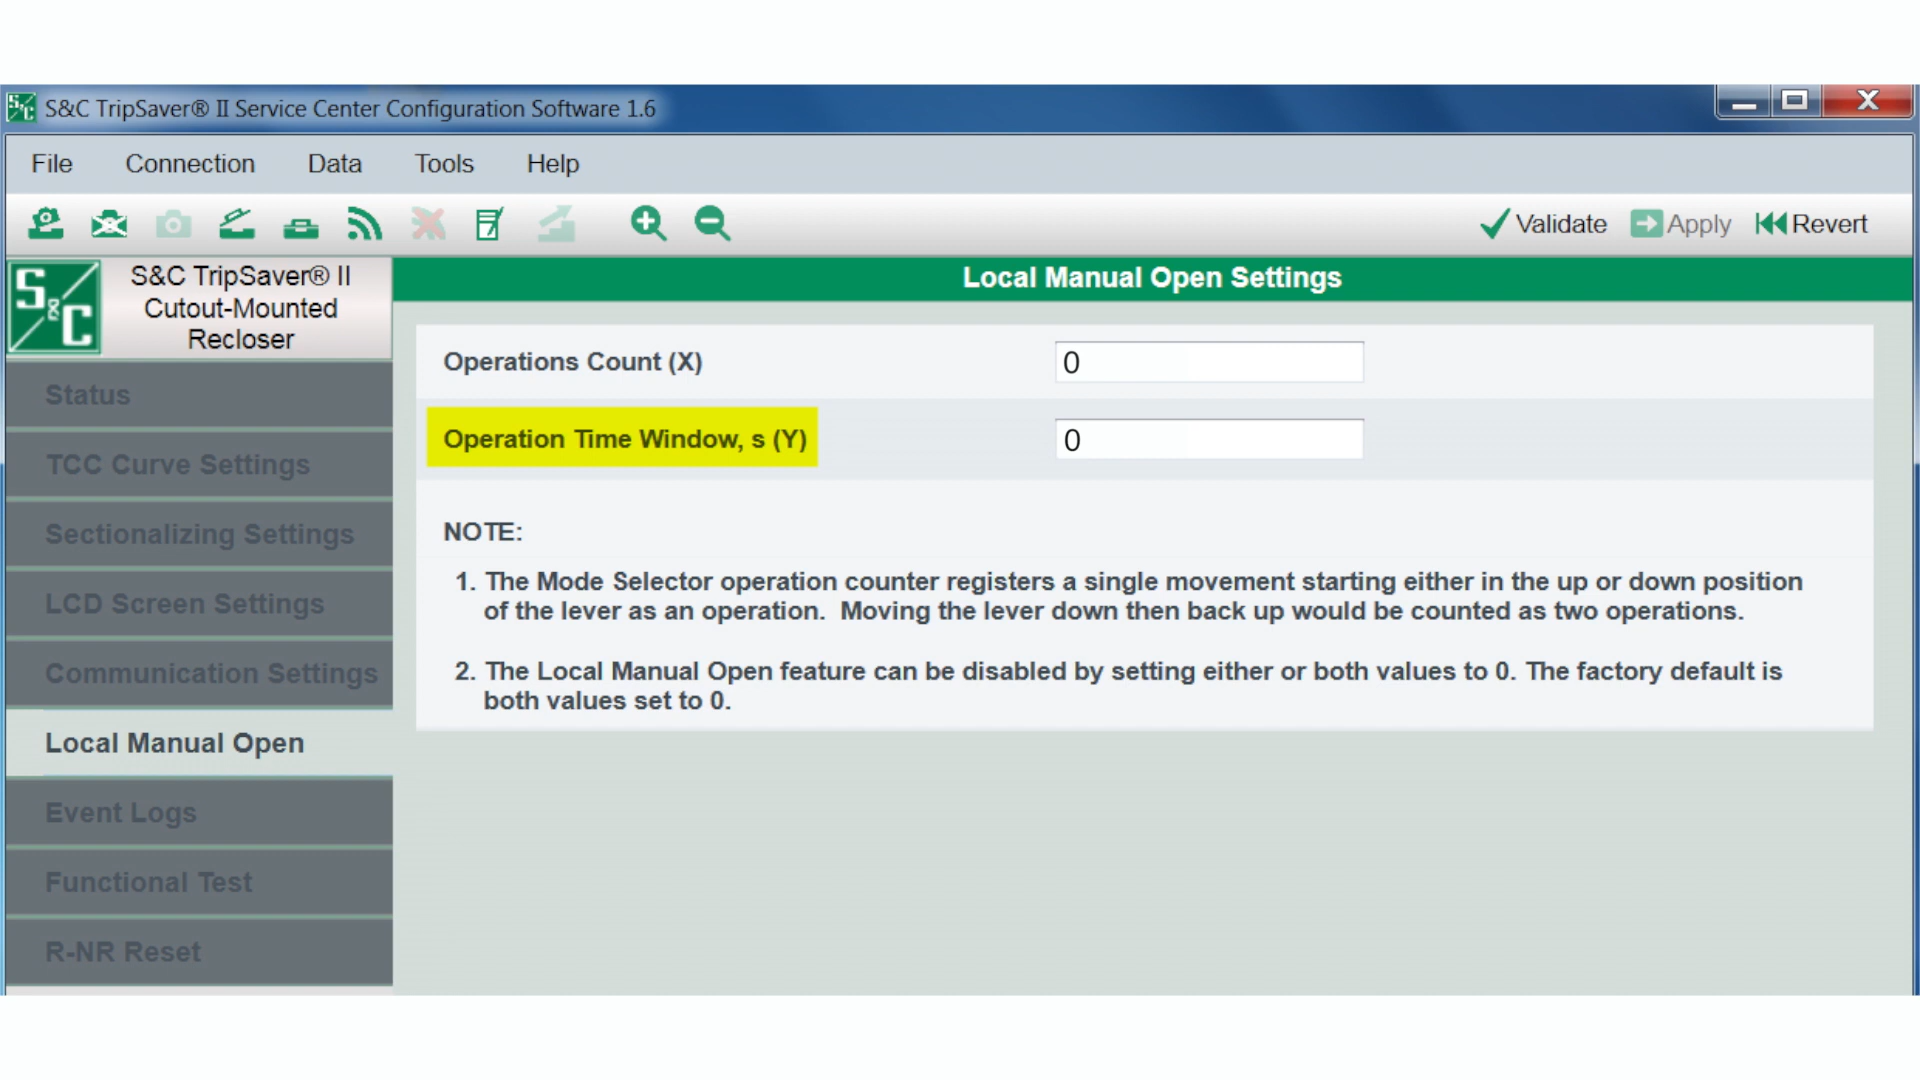 S&C TripSaver® II Service Center Configuration Software 1.6
File Connection Data Tools Help
Validate Apply Revert
S&C
S&C TripSaver® II
Cutout-Mounted
Recloser
Local Manual Open Settings
Status
TCC Curve Settings
Sectionalizing Settings
LCD Screen Settings
Communication Settings
Local Manual Open
Event Logs
Functional Test
R-NR Reset
Operations Count (X) 0
Operation Time Window, s (Y) 0
NOTE:
1. The Mode Selector operation counter registers a single movement starting either in the up or down position
of the lever as an operation. Moving the lever down then back up would be counted as two operations.
2. The Local Manual Open feature can be disabled by setting either or both values to 0. The factory default is
both values set to 0.